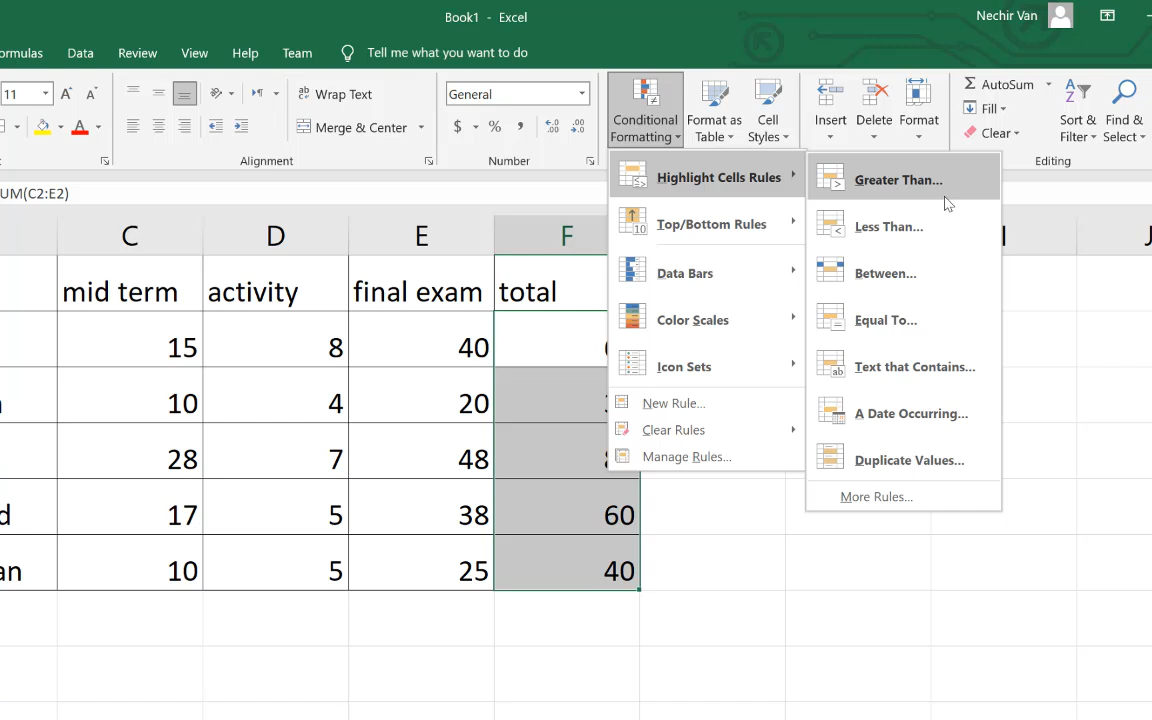 Book1 - Excel
Nechir Van
ormulas Data Review View Help Team Tell me what you want to do
11 A A ab Wrap Text General AutoSum
Merge & Center $ % , Fill
Conditional Formatting Format as Table Cell Styles Insert Delete Format Clear Sort & Filter Find & Select
Alignment Number Editing
UM(C2:E2)
Highlight Cells Rules
Top/Bottom Rules
Data Bars
Color Scales
Icon Sets
New Rule...
Clear Rules
Manage Rules...
Greater Than...
Less Than...
Between...
Equal To...
Text that Contains...
A Date Occurring...
Duplicate Values...
More Rules...
C D E F I J
mid term activity final exam total
15 8 40
10 4 20
28 7 48
d 17 5 38 60
an 10 5 25 40